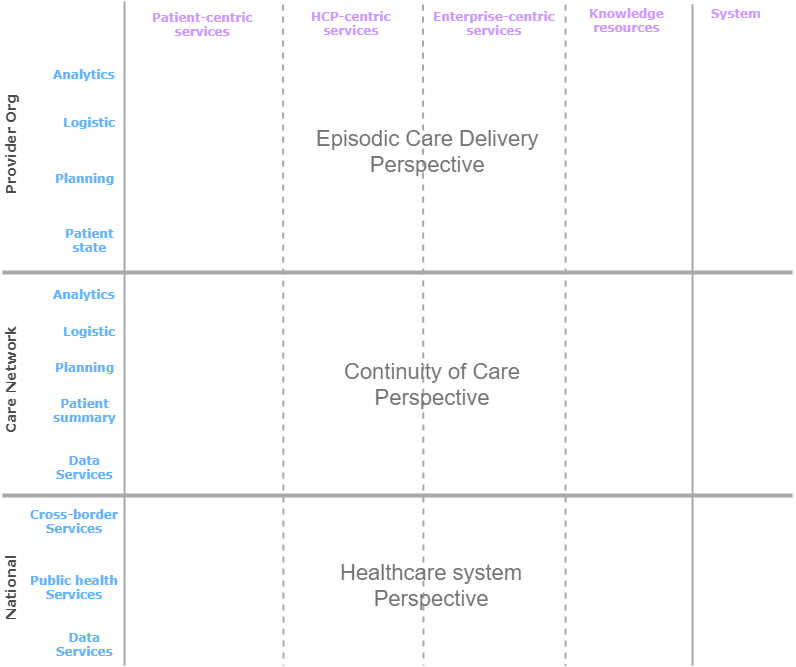 Patient-centric
services
HCP-centric
services
Enterprise-centric
services
Knowledge
resources
System
Provider Org
Analytics
Logistic
Planning
Patient
state
Episodic Care Delivery
Perspective
Care Network
Analytics
Logistic
Planning
Patient
summary
Data
Services
Continuity of Care
Perspective
National
Cross-border
Services
Public health
Services
Data
Services
Healthcare system
Perspective